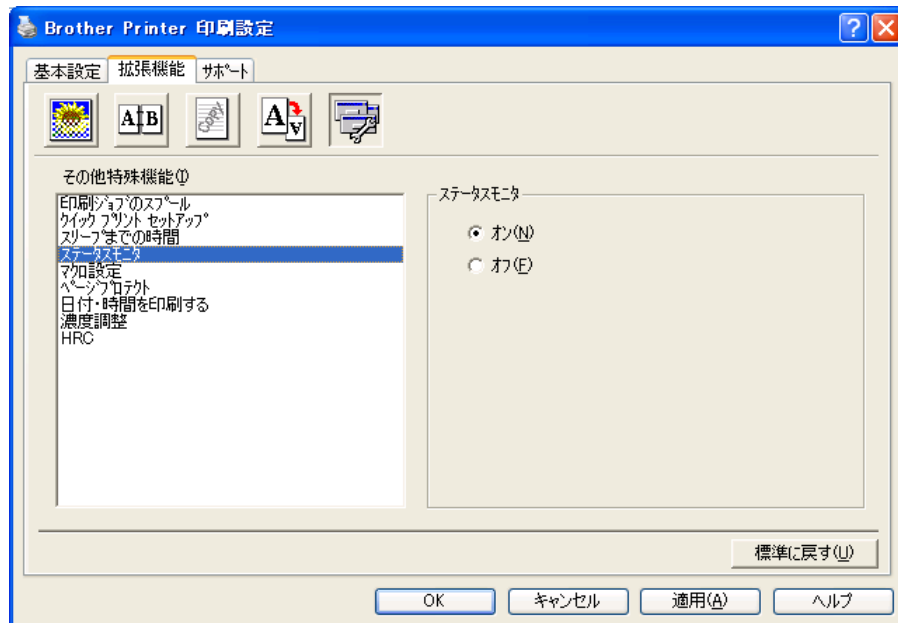 Brother Printer 印刷設定
基本設定 拡張機能 ｻﾎﾟｰﾄ
A B
Copy
A A
その他特殊機能(I)
印刷ｼﾞｮﾌﾞのｽﾌﾟｰﾙ
ｸｲｯｸ ﾌﾟﾘﾝﾄ ｾｯﾄｱｯﾌﾟ
ｽﾘｰﾌﾟまでの時間
ｽﾃｰﾀｽﾓﾆﾀ
ﾏｸﾛ設定
ﾍﾟｰｼﾞﾌﾟﾛﾃｸﾄ
日付・時間を印刷する
濃度調整
HRC
ｽﾃｰﾀｽﾓﾆﾀ
ｵﾝ(N)
ｵﾌ(F)
標準に戻す(U)
OK キャンセル 適用(A) ヘルプ